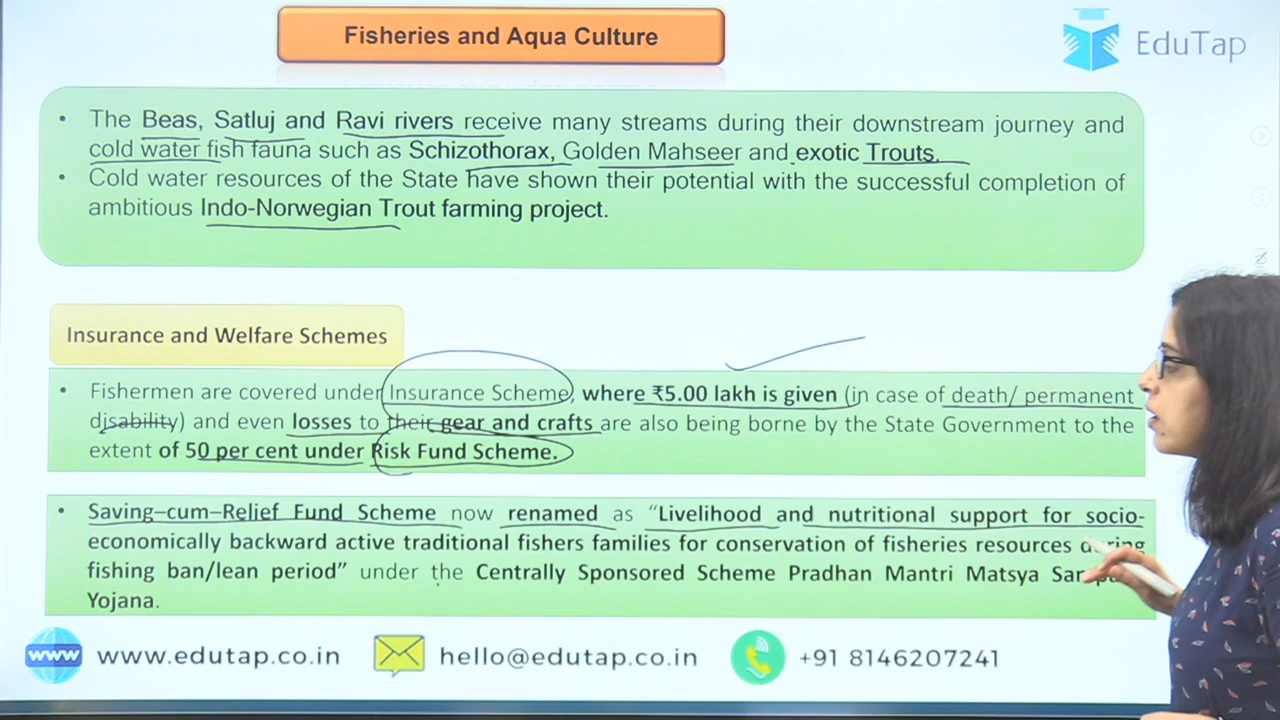 Fisheries and Aqua Culture
EduTap
• The Beas, Satluj and Ravi rivers receive many streams during their downstream journey and
cold water fish fauna such as Schizothorax, Golden Mahseer and exotic Trouts.
• Cold water resources of the State have shown their potential with the successful completion of
ambitious Indo-Norwegian Trout farming project.
Insurance and Welfare Schemes
• Fishermen are covered under Insurance Scheme, where ₹5.00 lakh is given (in case of death/ permanent
disability) and even losses to their gear and crafts are also being borne by the State Government to the
extent of 50 per cent under Risk Fund Scheme.
• Saving–cum–Relief Fund Scheme now renamed as “Livelihood and nutritional support for socio-
economically backward active traditional fishers families for conservation of fisheries resources during
fishing ban/lean period” under the Centrally Sponsored Scheme Pradhan Mantri Matsya
Yojana.
www www.edutap.co.in hello@edutap.co.in +91 8146207241